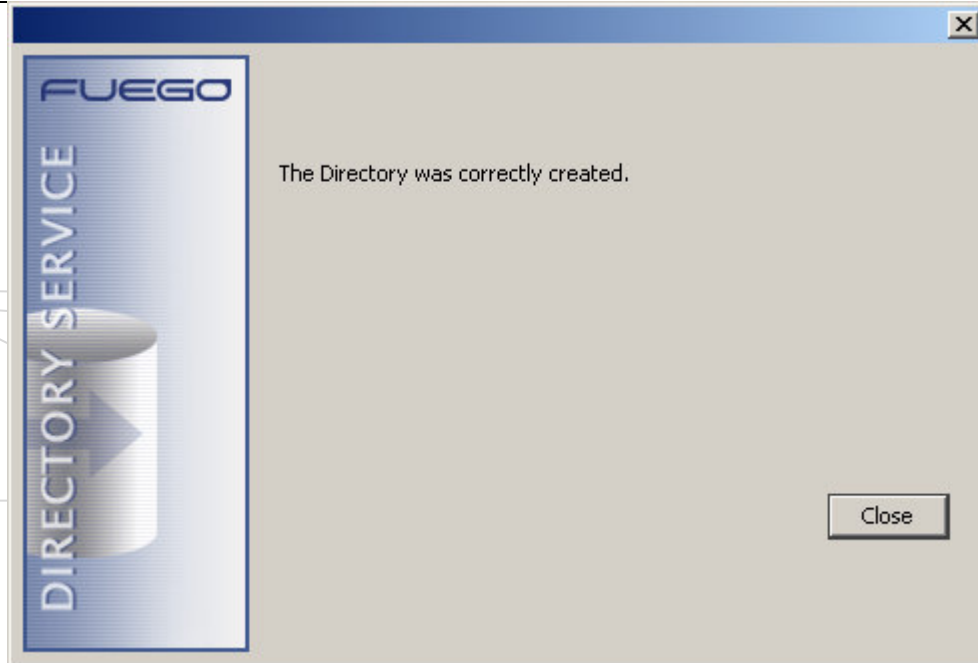 FUEGO
DIRECTORY SERVICE
The Directory was correctly created.
Close